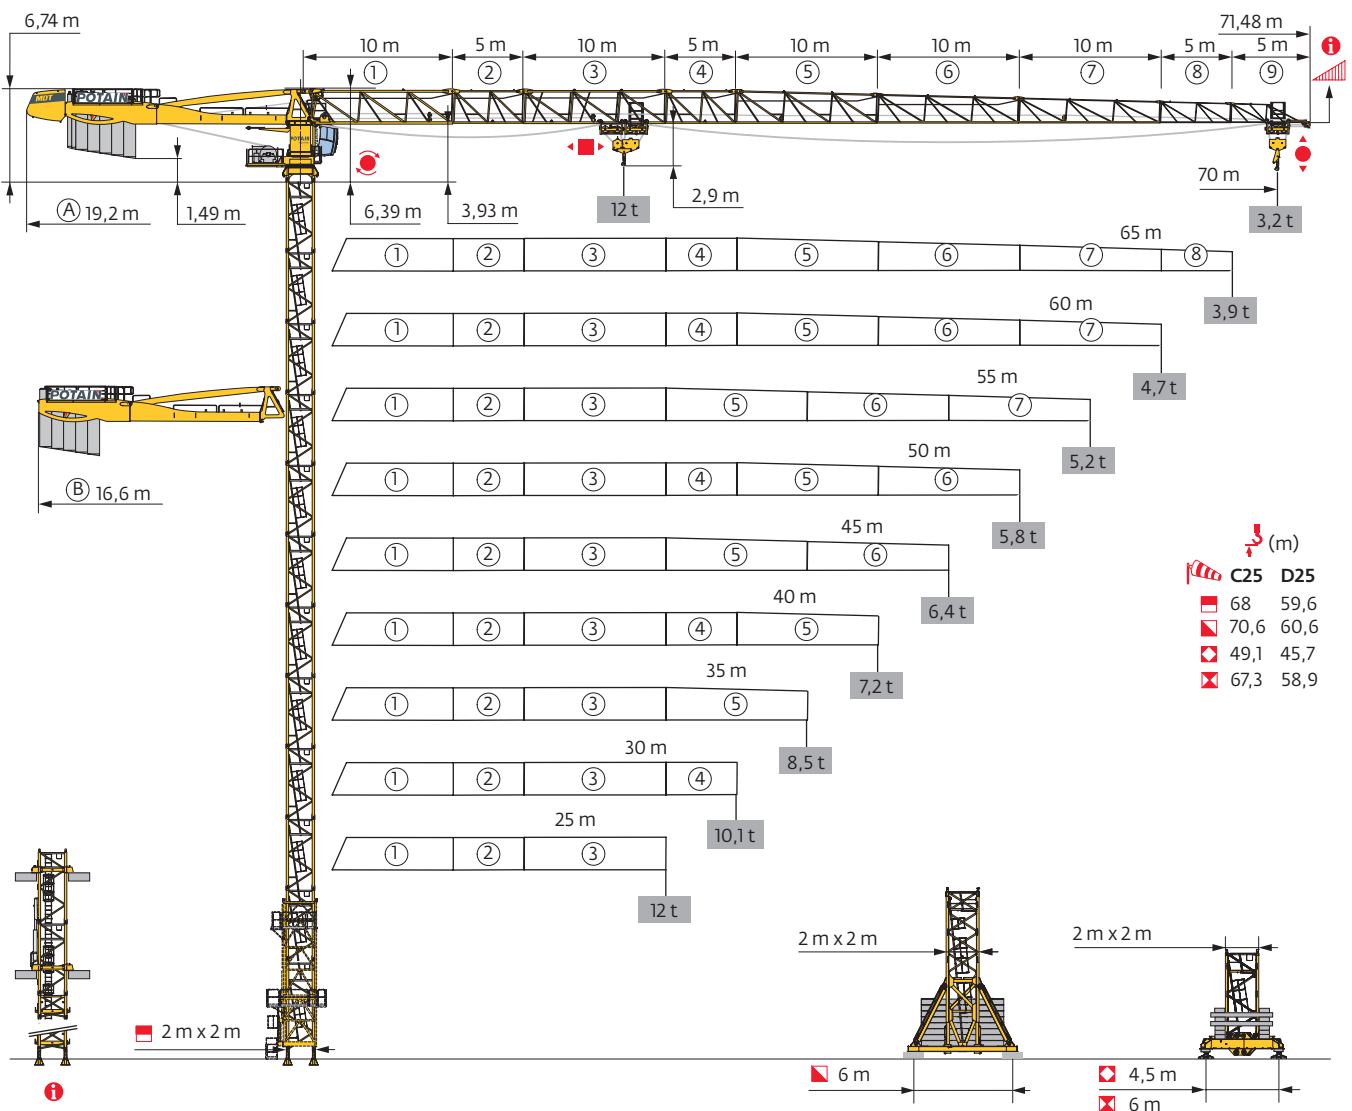 6,74 m
71,48 m
10 m 5 m 10 m 5 m 10 m 10 m 10 m 5 m 5 m
1 2 3 4 5 6 7 8 9
i
MDT POTAIN
POTAIN
70 m
A 19,2 m
1,49 m
6,39 m
3,93 m
12 t
2,9 m
3,2 t
65 m
1 2 3 4 5 6 7 8
3,9 t
60 m
1 2 3 4 5 6 7
4,7 t
POTAIN
B 16,6 m
55 m
1 2 3 5 6 7
5,2 t
50 m
1 2 3 4 5 6
5,8 t
45 m
1 2 3 5 6
6,4 t
40 m
1 2 3 4 5
7,2 t
35 m
1 2 3 5
8,5 t
30 m
1 2 3 4
10,1 t
25 m
1 2 3
12 t
(m)
C25 D25
68 59,6
70,6 60,6
49,1 45,7
67,3 58,9
2 m x 2 m
2 m x 2 m
2 m x 2 m
i
6 m
4,5 m
6 m